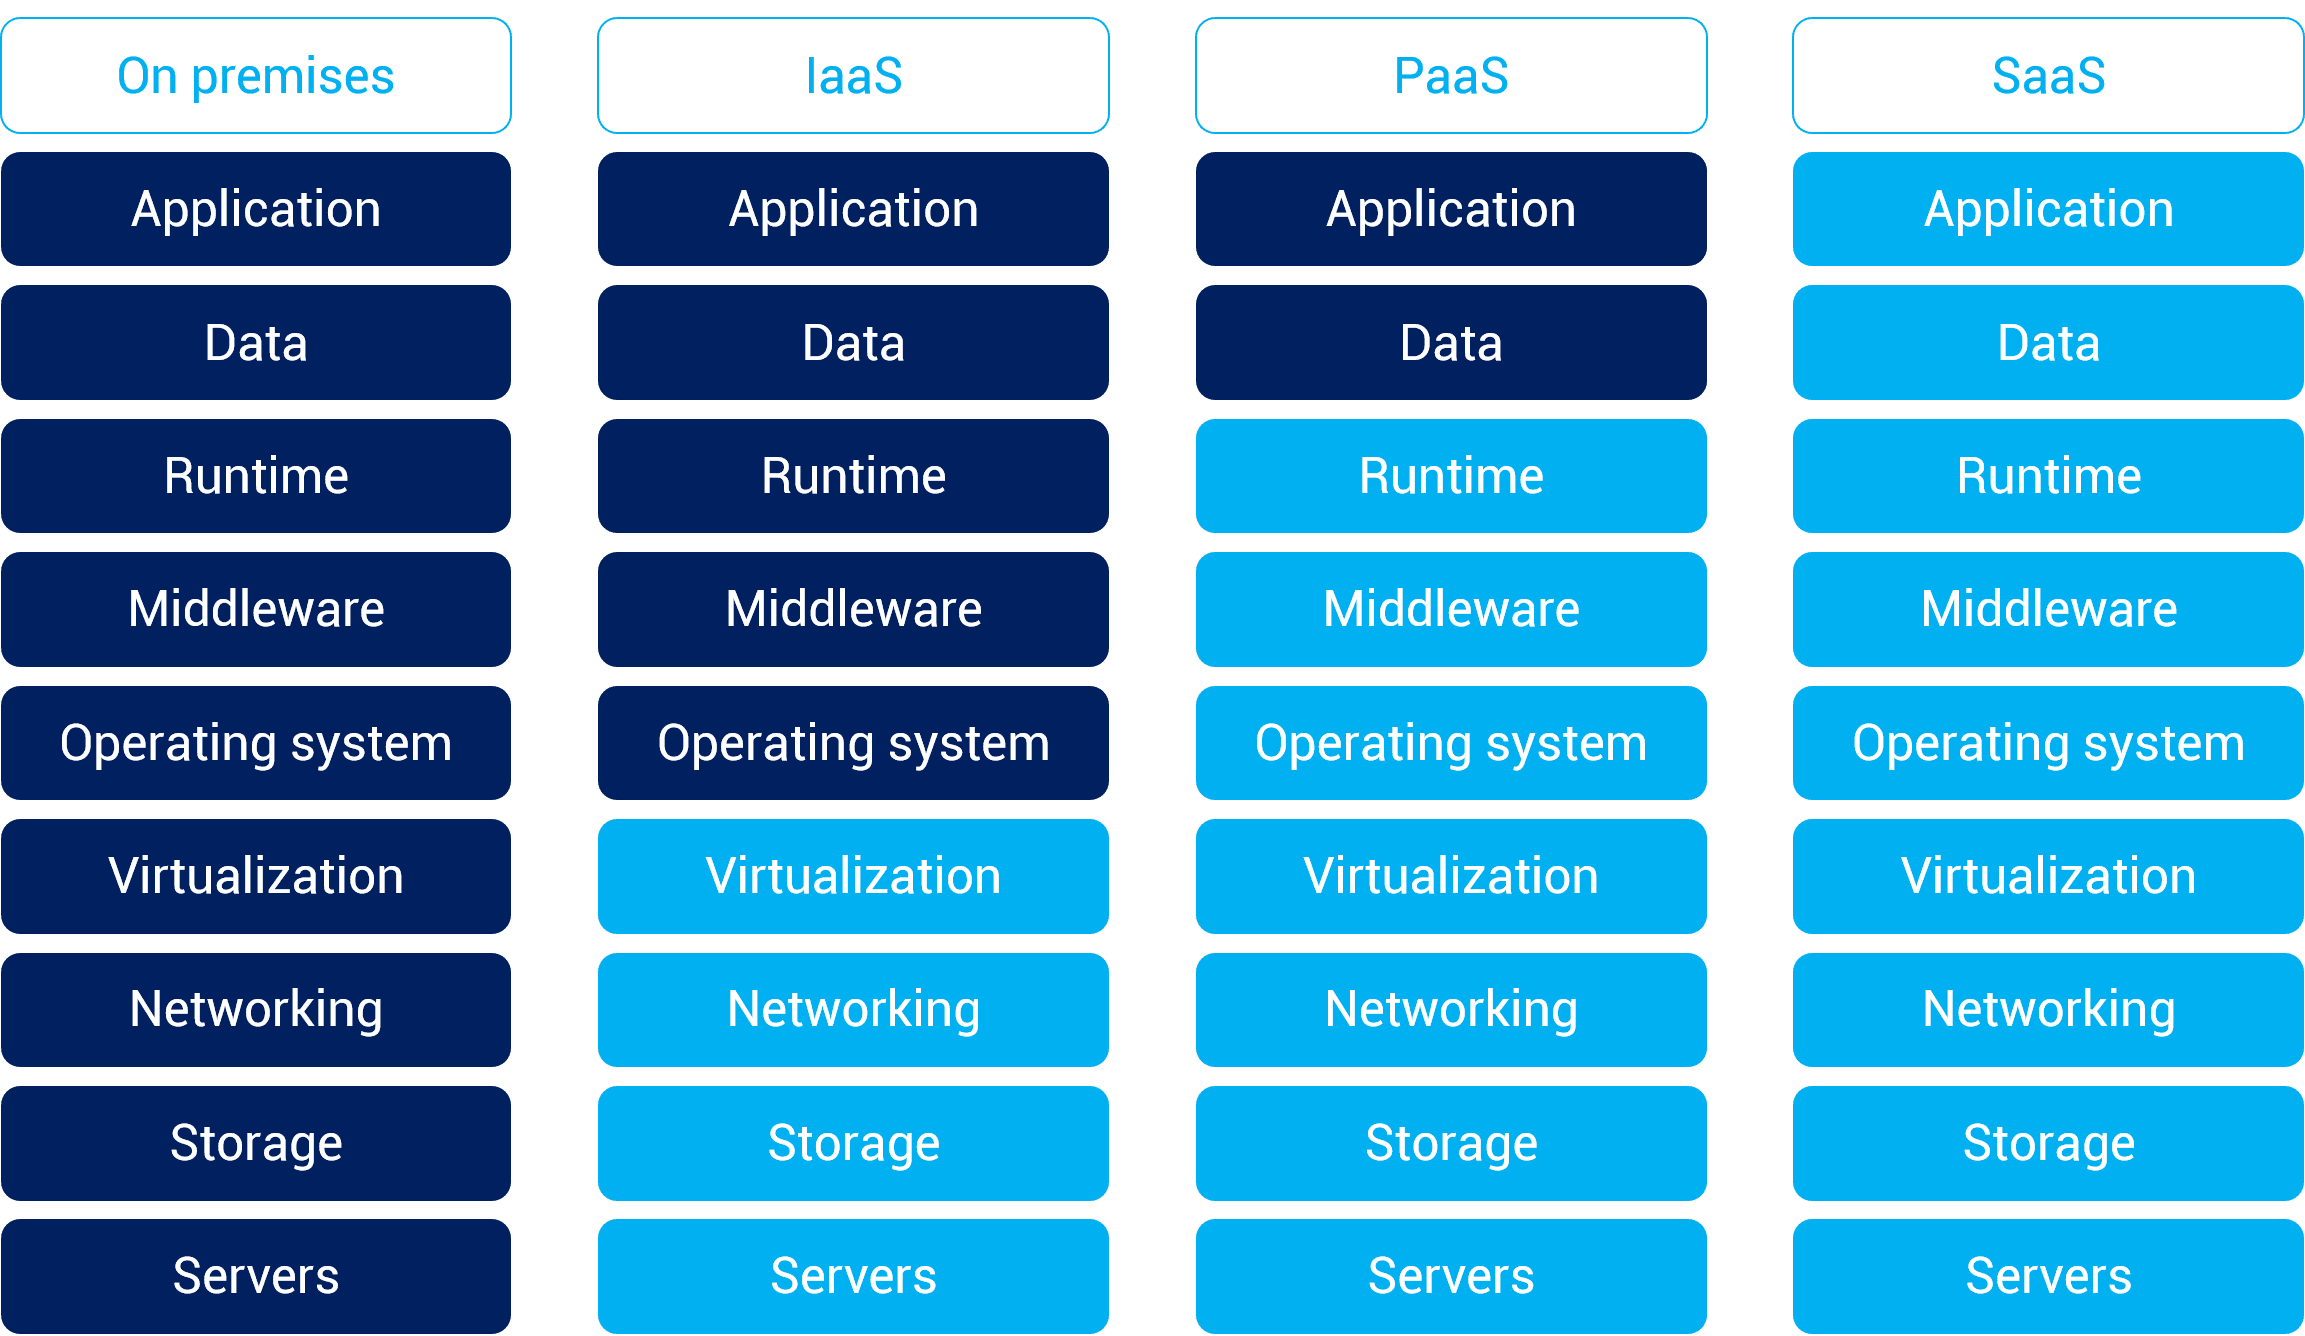 On premises
IaaS
PaaS
SaaS
Application
Application
Application
Application
Data
Data
Data
Data
Runtime
Runtime
Runtime
Runtime
Middleware
Middleware
Middleware
Middleware
Operating system
Operating system
Operating system
Operating system
Virtualization
Virtualization
Virtualization
Virtualization
Networking
Networking
Networking
Networking
Storage
Storage
Storage
Storage
Servers
Servers
Servers
Servers